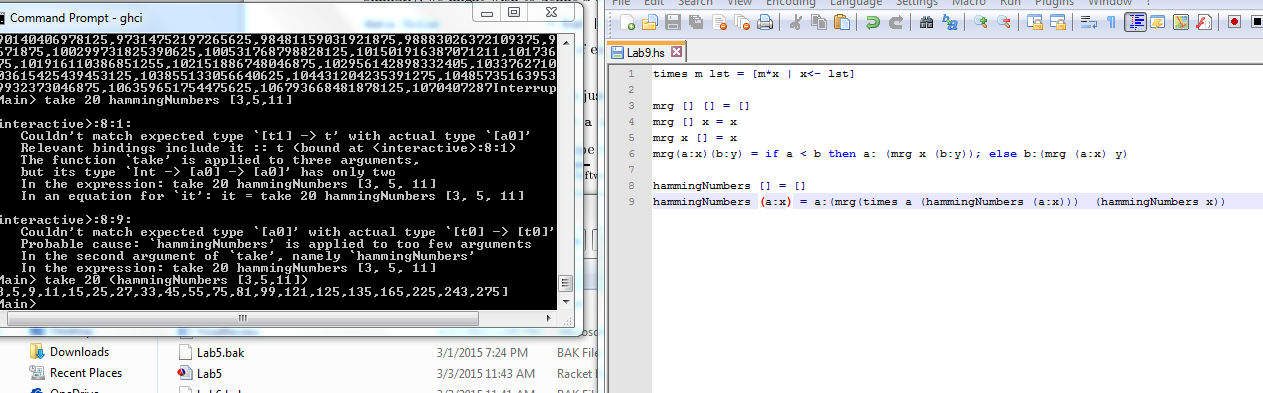 Command Prompt - ghci
90140406978125,97314752197265625,98481159031211875,98883026372109375,9
671875,100299731825390625,100531768798828125,101501916387071211,101736
75,101916110386851255,102151886748046875,102956142898332405,1033762710
03615425439453125,103855133056640625,104431204235391275,10485735163953
9932373046875,106359651754475625,106793668481878125,1070407287Interrup
Main> take 20 hammingNumbers [3,5,11]
interactive>:8:1:
Couldn't match expected type `[t1] -> t' with actual type `[a0]'
Relevant bindings include it :: t (bound at <interactive>:8:1)
The function `take' is applied to three arguments,
but its type `Int -> [a0] -> [a0]' has only two
In the expression: take 20 hammingNumbers [3, 5, 11]
In an equation for `it': it = take 20 hammingNumbers [3, 5, 11]
interactive>:8:9:
Couldn't match expected type `[a0]' with actual type `[t0] -> [t0]'
Probable cause: `hammingNumbers' is applied to too few arguments
In the second argument of `take', namely `hammingNumbers'
In the expression: take 20 hammingNumbers [3, 5, 11]
Main> take 20 (hammingNumbers [3,5,11])
3,5,9,11,15,25,27,33,45,55,75,81,99,121,125,135,165,225,243,275]
Main>
Downloads
Recent Places
OneDrive
Lab5.bak 3/1/2015 7:24 PM BAK File
Lab5 3/3/2015 11:43 AM Racket
File Edit Search View Encoding Language Settings Macro Run Plugins Window ?
Lab9.hs
1 times m lst = [m*x | x<- lst]
2
3 mrg [] [] = []
4 mrg [] x = x
5 mrg x [] = x
6 mrg(a:x)(b:y) = if a < b then a: (mrg x (b:y)); else b:(mrg (a:x) y)
7
8 hammingNumbers [] = []
9 hammingNumbers (a:x) = a:(mrg(times a (hammingNumbers (a:x))) (hammingNumbers x))